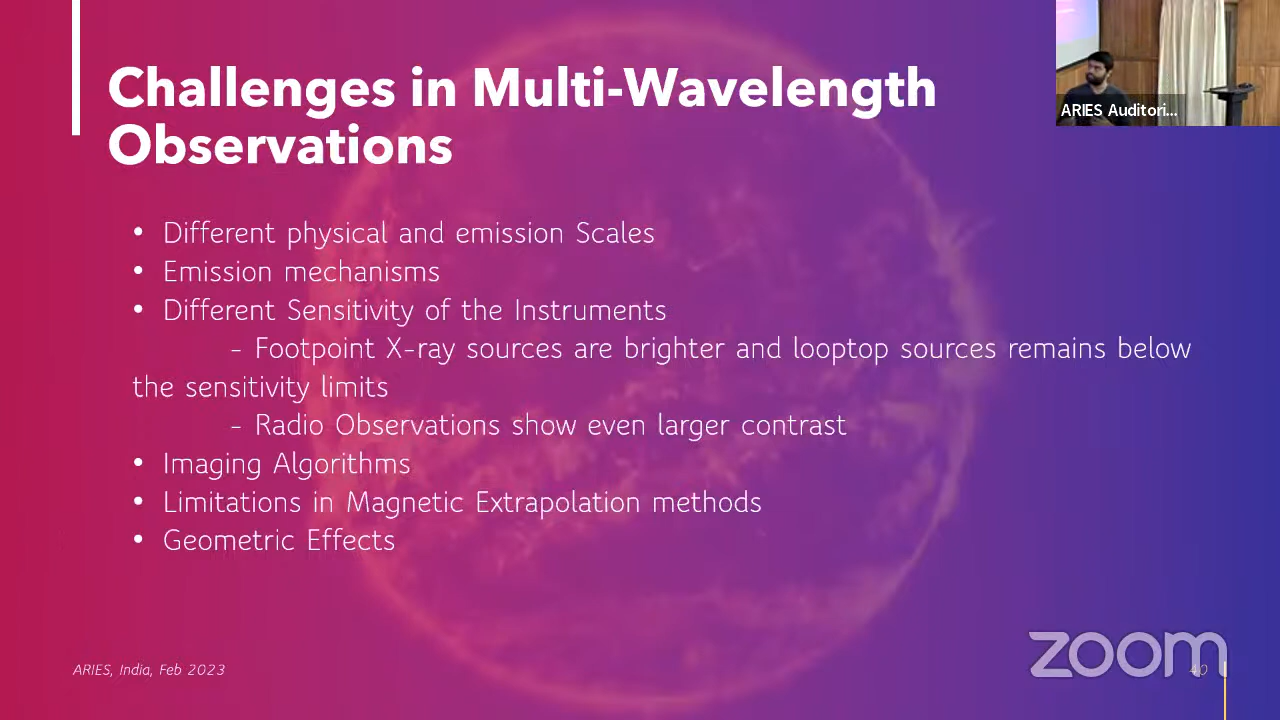 Challenges in Multi-Wavelength
Observations
ARIES Auditori...
• Different physical and emission Scales
• Emission mechanisms
• Different Sensitivity of the Instruments
- Footpoint X-ray sources are brighter and looptop sources remains below
the sensitivity limits
- Radio Observations show even larger contrast
• Imaging Algorithms
• Limitations in Magnetic Extrapolation methods
• Geometric Effects
ARIES, India, Feb 2023
zoom
40